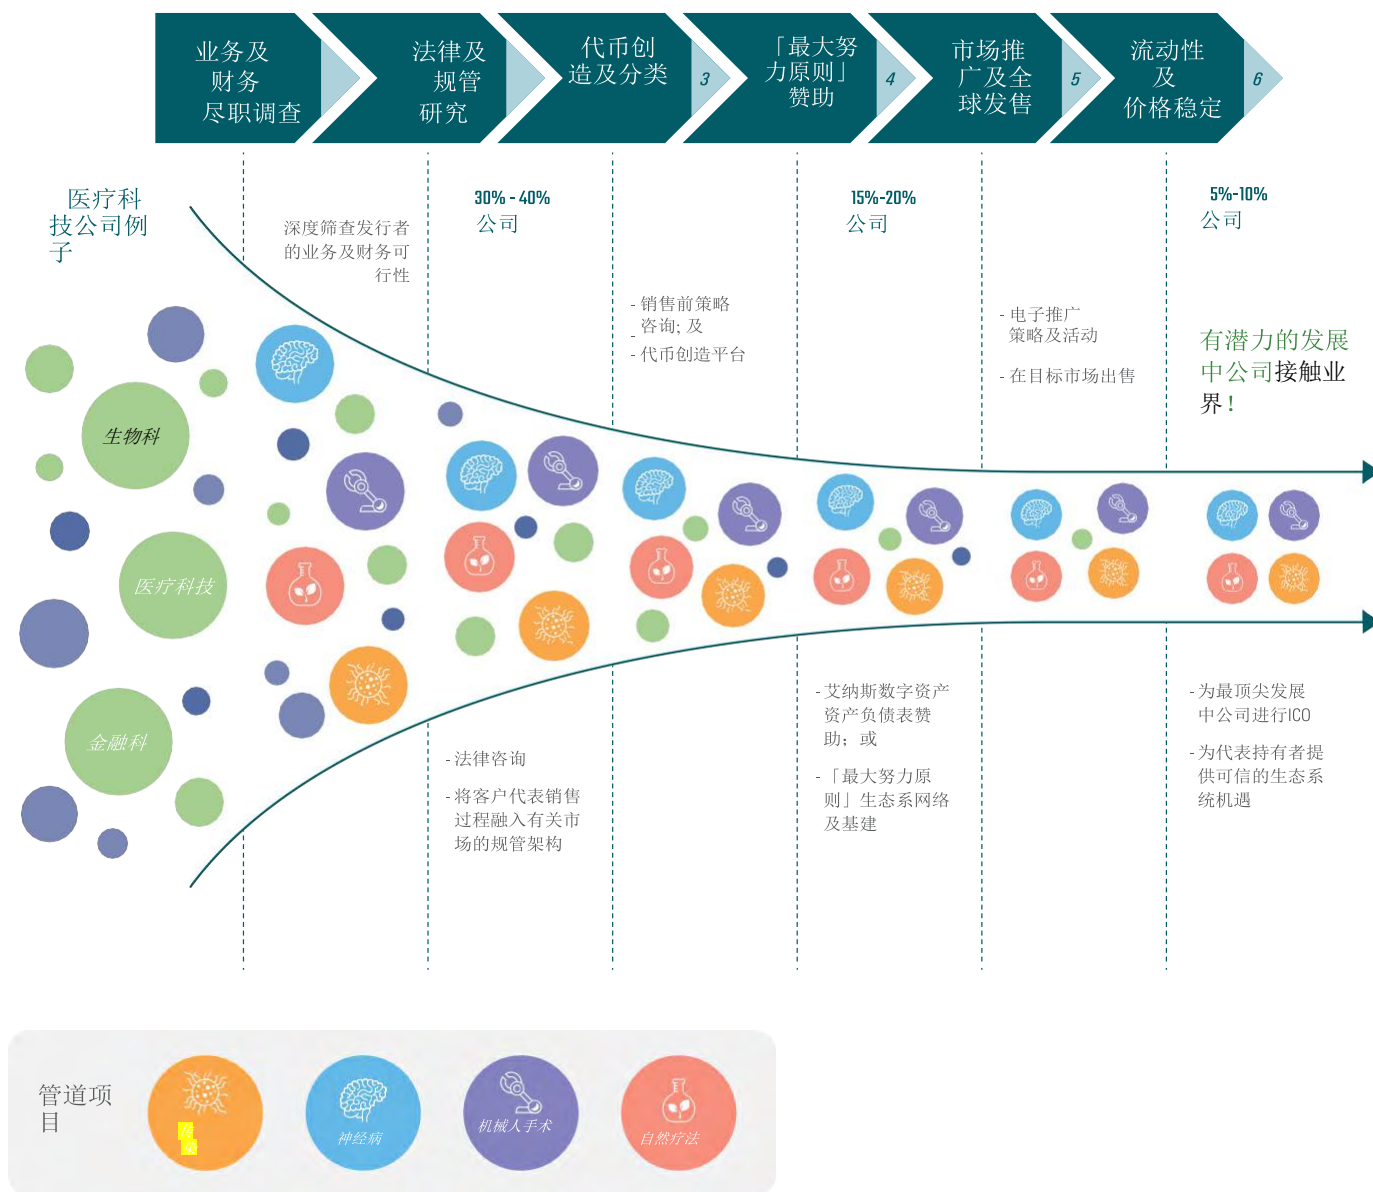 业务及
财务
尽职调查
法律及
规管
研究
代币创
造及分类
3
「最大努
力原则」
赞助
4
市场推
广及全
球发售
5
流动性
及
价格稳定
6
医疗科
技公司例
子
深度筛查发行者
的业务及财务可
行性
30% - 40%
公司
- 销售前策略
咨询; 及
-
- 代币创造平台
15%-20%
公司
- 电子推广
策略及活动
- 在目标市场出售
5%-10%
公司
有潜力的发展
中公司接触业
界!
生物科
医疗科技
金融科
- 法律咨询
- 将客户代表销售
过程融入有关市
场的规管架构
- 艾纳斯数字资产
资产负债表赞
助；或
- 「最大努力原
则」生态系网络
及基建
- 为最顶尖发展
中公司进行ICO
- 为代表持有者提
供可信的生态系
统机遇
管道项
目
神经病
机械人手术
自然疗法